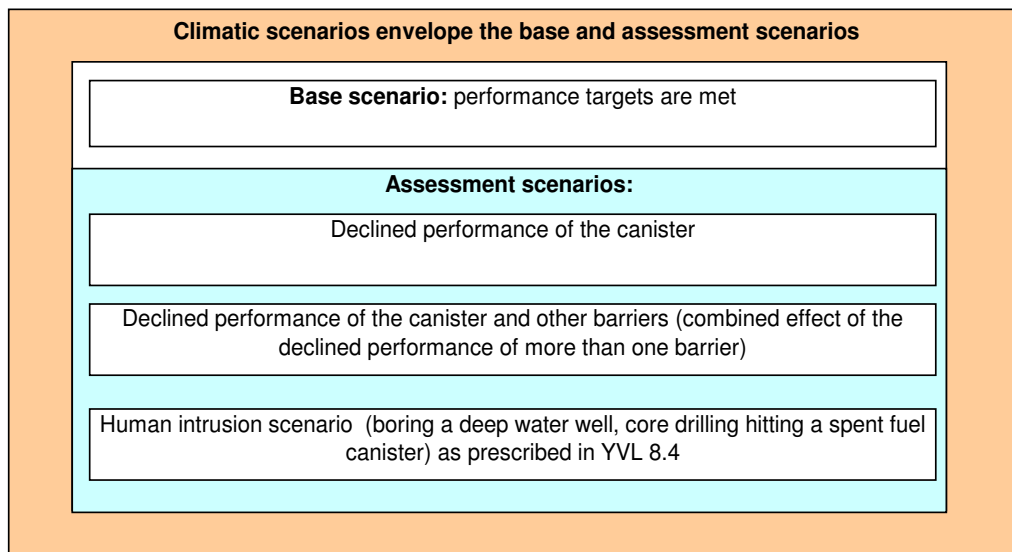 Climatic scenarios envelope the base and assessment scenarios
Base scenario: performance targets are met
Assessment scenarios:
Declined performance of the canister
Declined performance of the canister and other barriers (combined effect of the
declined performance of more than one barrier)
Human intrusion scenario (boring a deep water well, core drilling hitting a spent fuel
canister) as prescribed in YVL 8.4